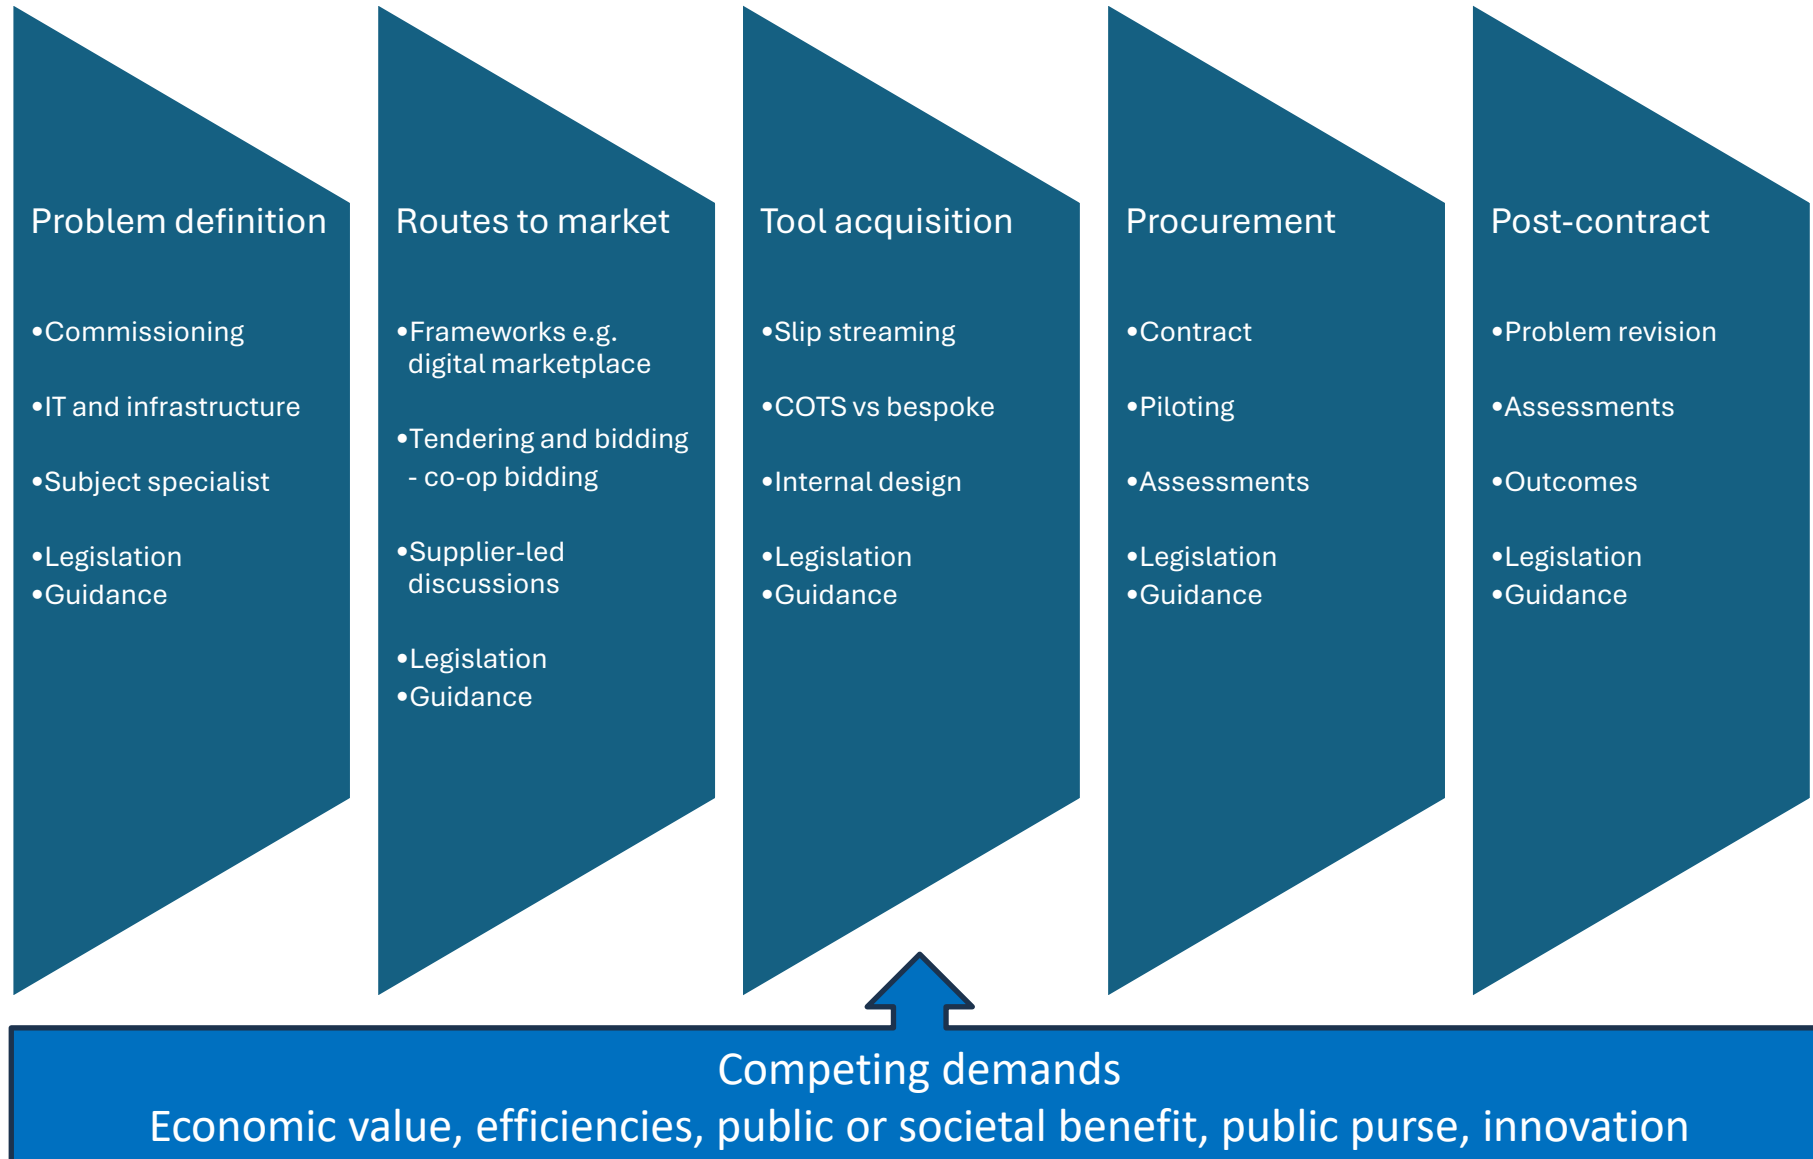 Problem definition
•Commissioning
•IT and infrastructure
•Subject specialist
•Legislation
•Guidance
Routes to market
•Frameworks e.g.
digital marketplace
•Tendering and bidding
- co-op bidding
•Supplier-led
discussions
•Legislation
•Guidance
Tool acquisition
•Slip streaming
•COTS vs bespoke
•Internal design
•Legislation
•Guidance
Procurement
•Contract
•Piloting
•Assessments
•Legislation
•Guidance
Post-contract
•Problem revision
•Assessments
•Outcomes
•Legislation
•Guidance
Competing demands
Economic value, efficiencies, public or societal benefit, public purse, innovation